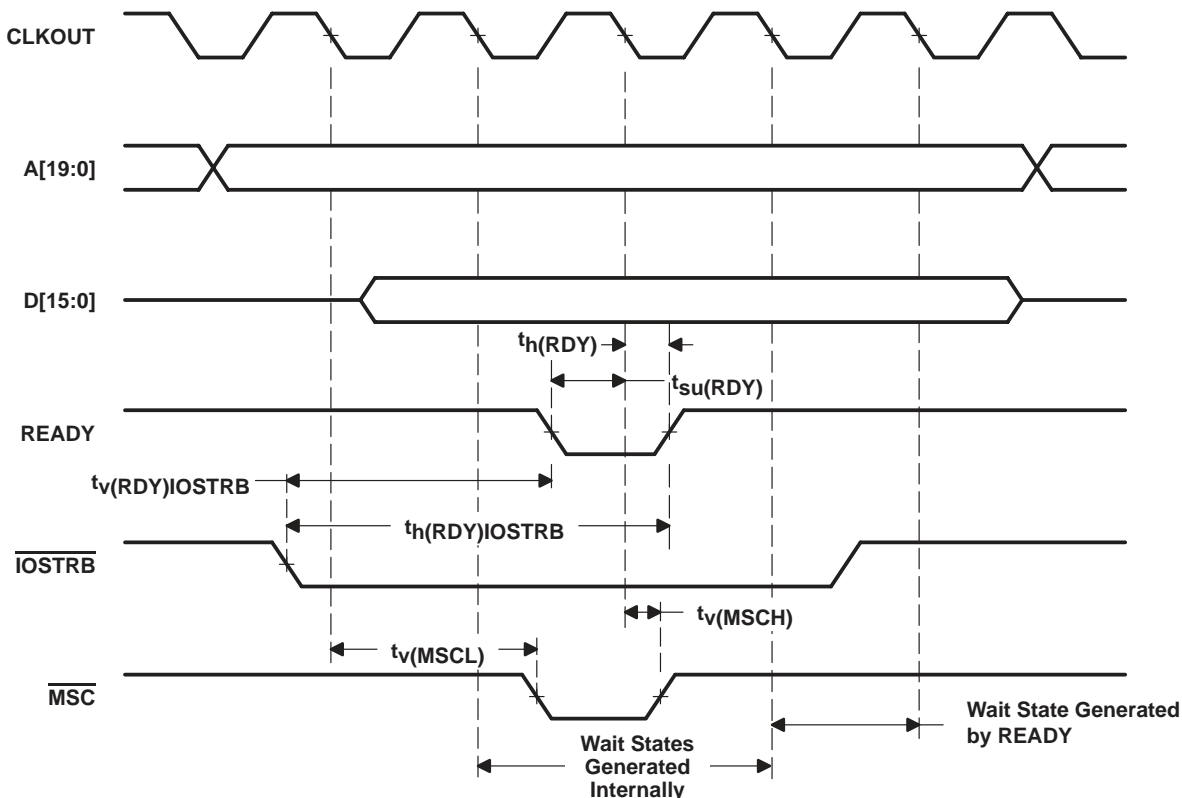 CLKOUT
A[19:0]
D[15:0]
th(RDY)
tsu(RDY)
READY
tv(RDY)IOSTRB
th(RDY)IOSTRB
IOSTRB
tv(MSCH)
tv(MSCL)
MSC
Wait State Generated
by READY
Wait States
Generated
Internally